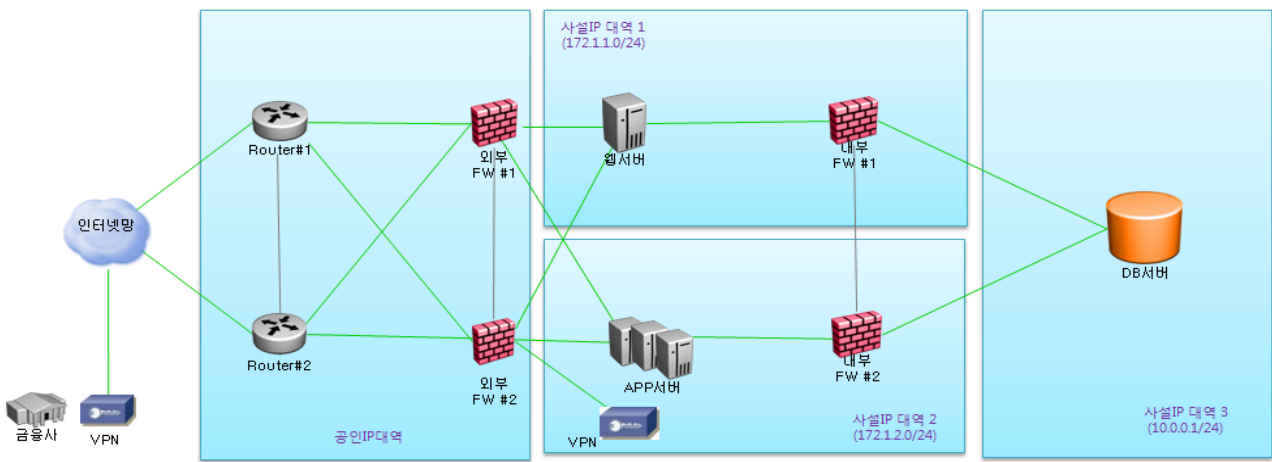 사설IP 대역 1
(172.1.1.0/24)
Router#1
외부
FW #1
웹서버
내부
FW #1
인터넷망
DB서버
Router#2
외부
FW #2
APP서버
내부
FW #2
금융사
VPN
공인IP대역
VPN
사설IP 대역 2
(172.1.2.0/24)
사설IP 대역 3
(10.0.0.1/24)